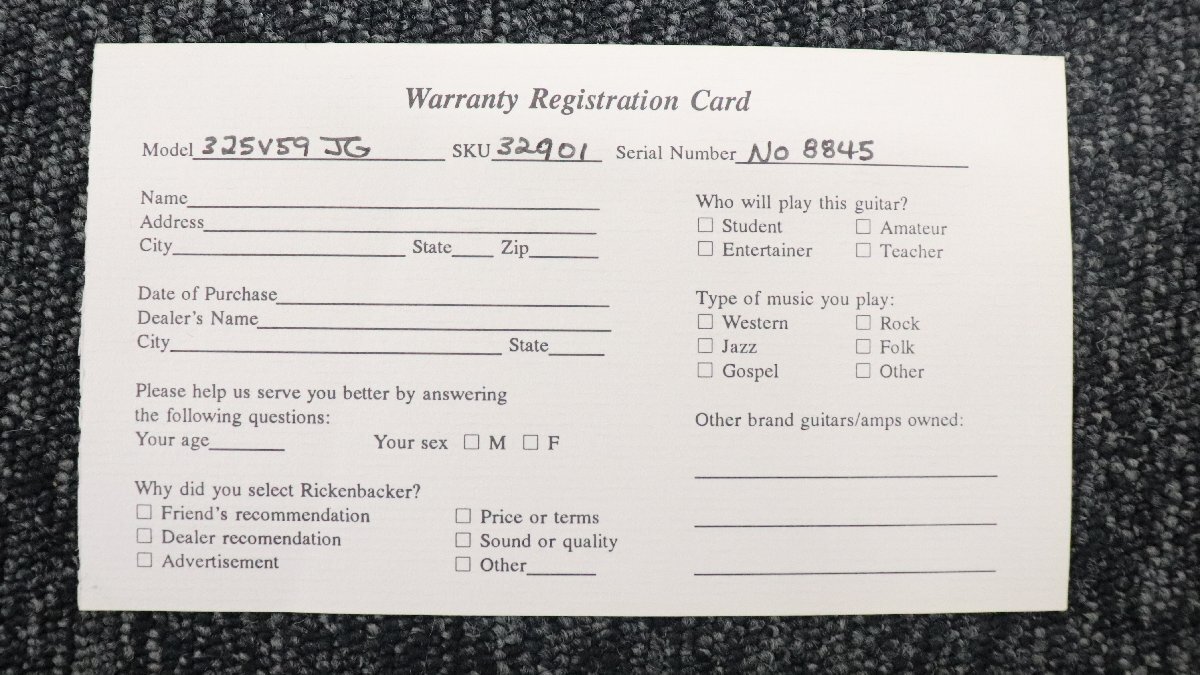 Warranty Registration Card
Model 325V59 JG SKU 32901 Serial Number No 8845
Name
Address
City State Zip
Date of Purchase
Dealer's Name
City State
Please help us serve you better by answering
the following questions:
Your age Your sex □ M □ F
Why did you select Rickenbacker?
□ Friend's recommendation □ Price or terms
□ Dealer recomendation □ Sound or quality
□ Advertisement □ Other
Who will play this guitar?
□ Student □ Amateur
□ Entertainer □ Teacher
Type of music you play:
□ Western □ Rock
□ Jazz □ Folk
□ Gospel □ Other
Other brand guitars/amps owned: